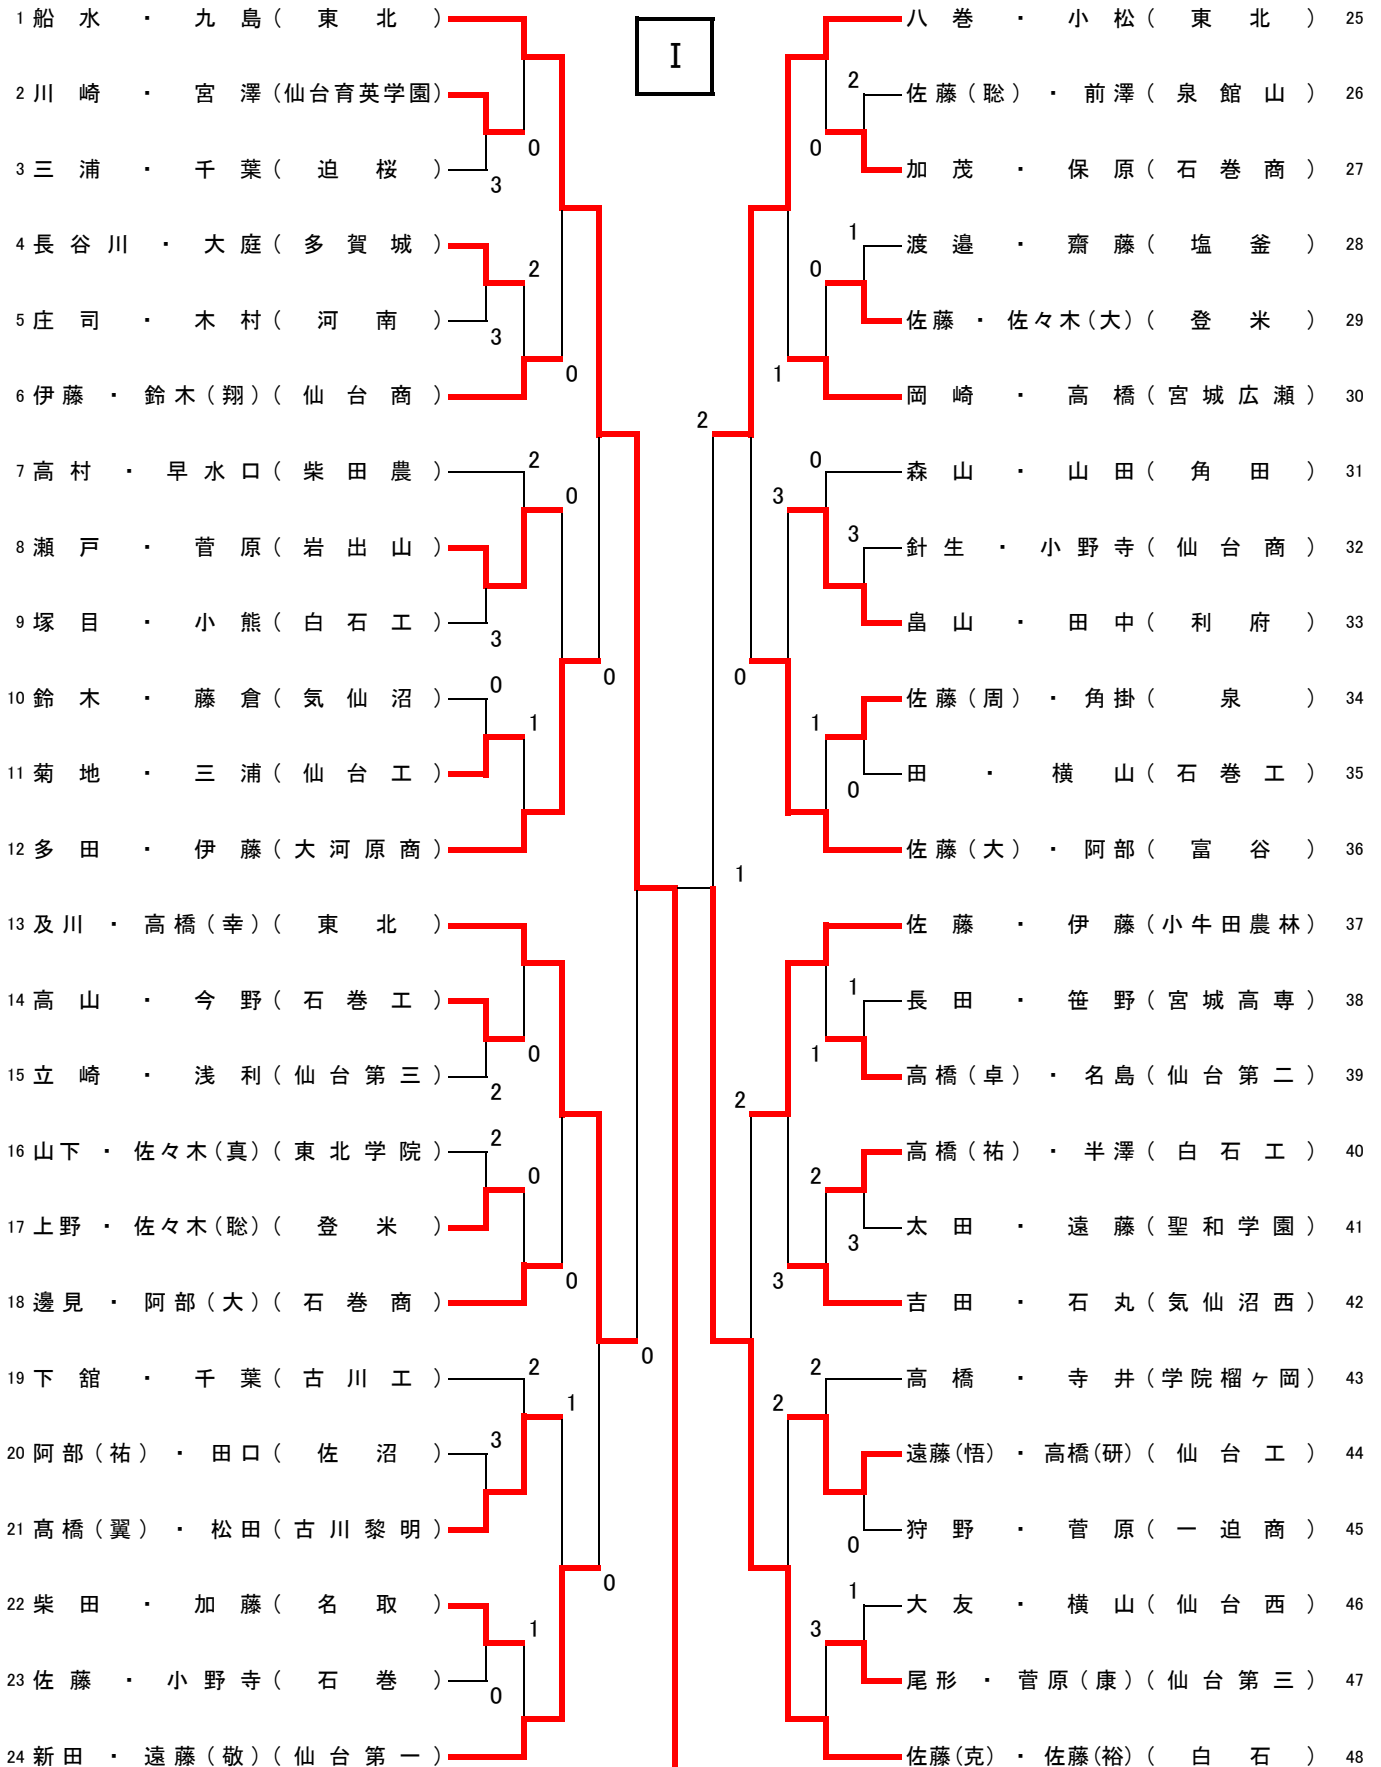 I
1 船水・九島（東北）
2 川崎・宮澤（仙台育英学園）
3 三浦・千葉（迫桜）
4 長谷川・大庭（多賀城）
5 庄司・木村（河南）
6 伊藤・鈴木（翔）（仙台商）
7 高村・早水口（柴田農）
8 瀬戸・菅原（岩出山）
9 塚目・小熊（白石工）
10 鈴木・藤倉（気仙沼）
11 菊地・三浦（仙台工）
12 多田・伊藤（大河原商）
13 及川・高橋（幸）（東北）
14 高山・今野（石巻工）
15 立崎・浅利（仙台第三）
16 山下・佐々木(真)（東北学院）
17 上野・佐々木(聡)（登米）
18 邊見・阿部（大）（石巻商）
19 下舘・千葉（古川工）
20 阿部（祐）・田口（佐沼）
21 髙橋（翼）・松田（古川黎明）
22 柴田・加藤（名取）
23 佐藤・小野寺（石巻）
24 新田・遠藤（敬）（仙台第一）
0
3
2
3
0
2
0
3
0
0
1
0
2
2
0
0
0
2
1
3
0
1
0
0
1
2
八巻・小松（東北） 25
佐藤（聡）・前澤（泉館山） 26
加茂・保原（石巻商） 27
渡邉・齋藤（塩釜） 28
佐藤・佐々木(大)（登米） 29
岡崎・高橋（宮城広瀬） 30
森山・山田（角田） 31
針生・小野寺（仙台商） 32
畠山・田中（利府） 33
佐藤（周）・角掛（泉） 34
田・横山（石巻工） 35
佐藤（大）・阿部（富谷） 36
佐藤・伊藤（小牛田農林） 37
長田・笹野（宮城高専） 38
高橋（卓）・名島（仙台第二） 39
高橋（祐）・半澤（白石工） 40
太田・遠藤（聖和学園） 41
吉田・石丸（気仙沼西） 42
高橋・寺井（学院榴ヶ岡） 43
遠藤(悟)・高橋(研)（仙台工） 44
狩野・菅原（一迫商） 45
大友・横山（仙台西） 46
尾形・菅原（康）（仙台第三） 47
佐藤(克)・佐藤(裕)（白石） 48
2
0
1
0
1
0
3
3
0
1
0
1
1
2
2
3
3
2
2
0
1
3